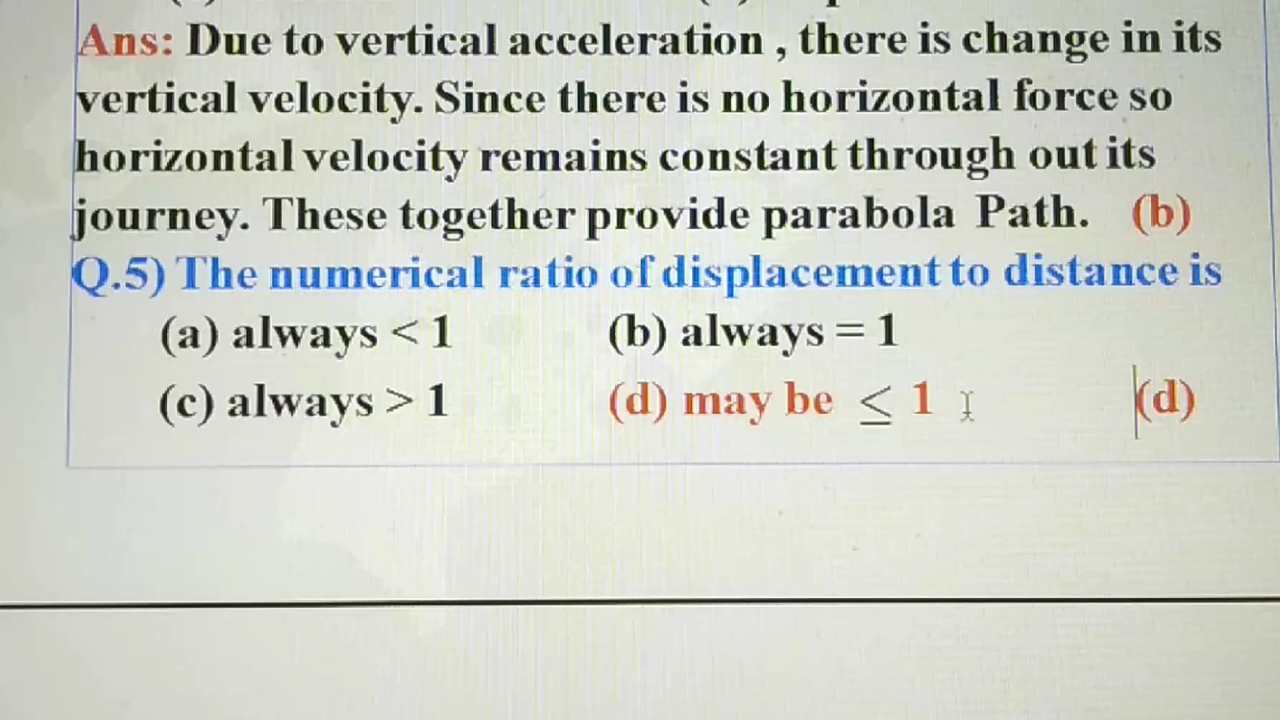 Ans: Due to vertical acceleration , there is change in its
vertical velocity. Since there is no horizontal force so
horizontal velocity remains constant through out its
journey. These together provide parabola Path. (b)
Q.5) The numerical ratio of displacement to distance is
(a) always < 1 (b) always = 1
(c) always > 1 (d) may be ≤ 1 (d)